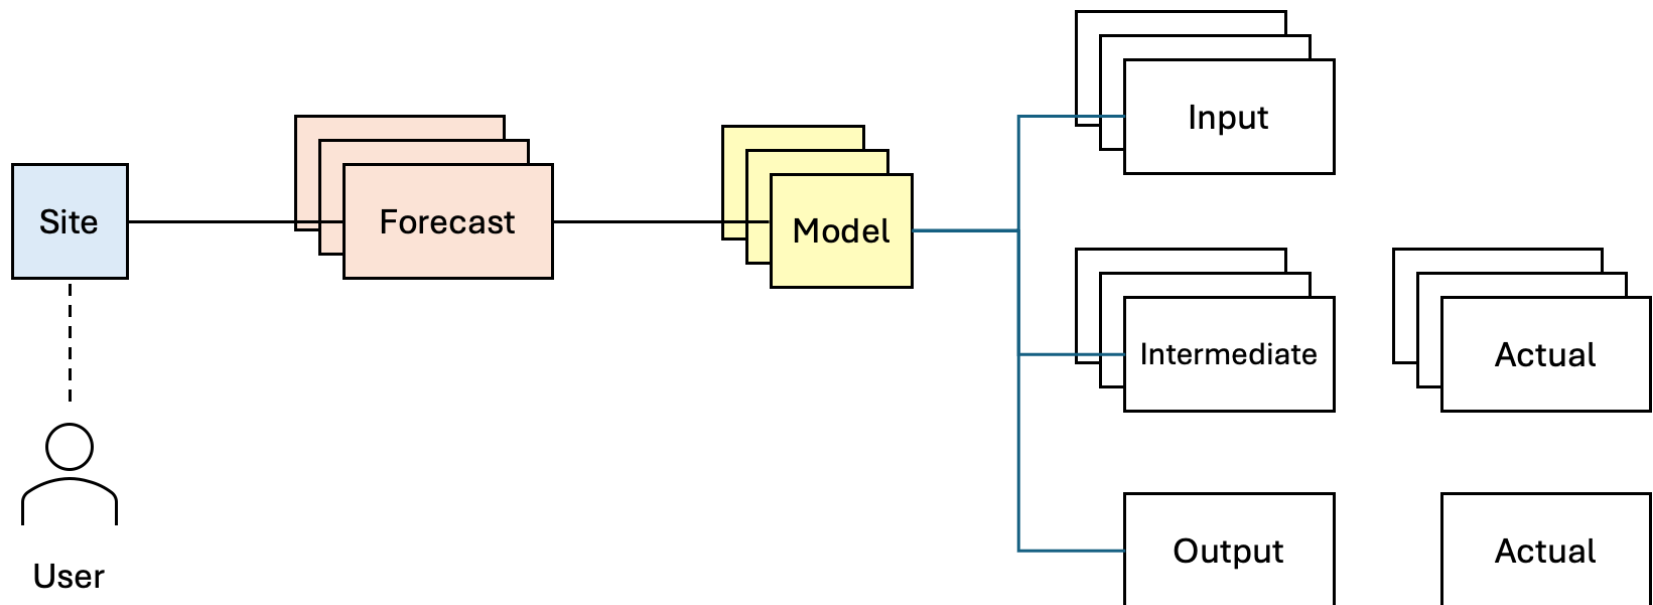 Site
Forecast
Model
Input
Intermediate
Actual
Output
Actual
User